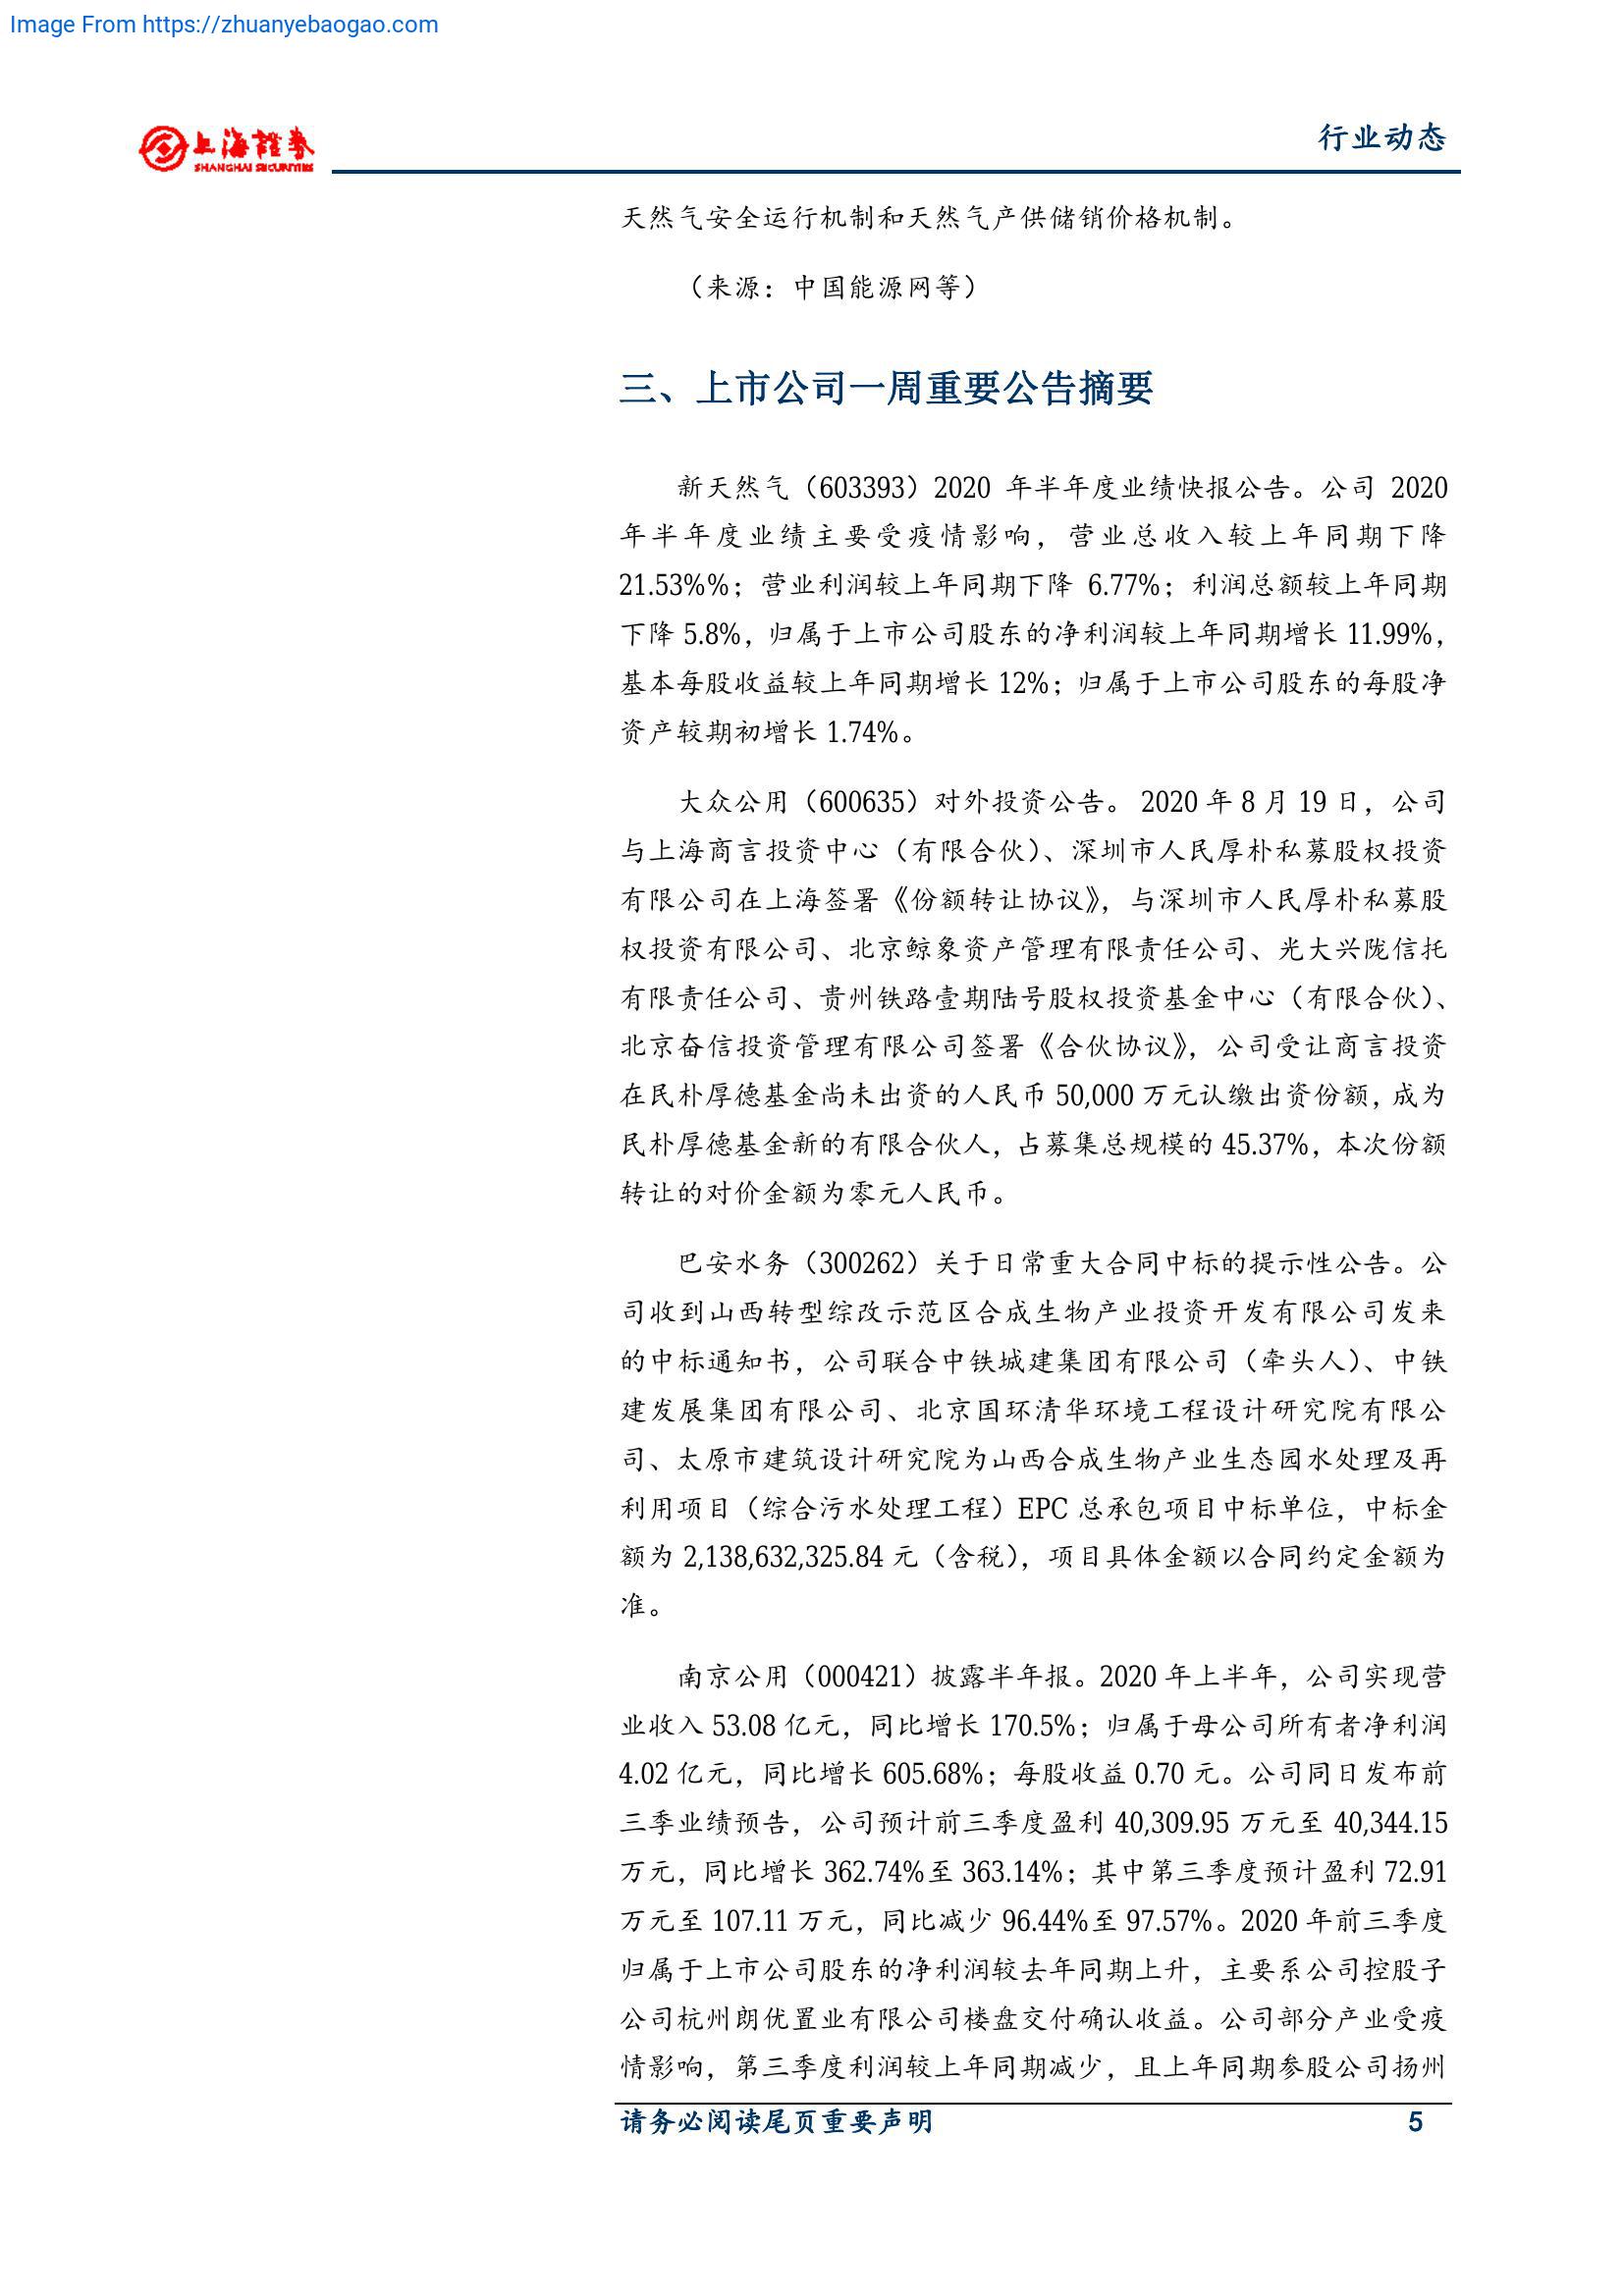 Image From https://zhuanyebaogao.com
上海證券
SHANGHAI SECURITIES
行业动态
天然气安全运行机制和天然气产供储销价格机制。
（来源：中国能源网等）
三、上市公司一周重要公告摘要
新天然气（603393）2020 年半年度业绩快报公告。公司 2020
年半年度业绩主要受疫情影响，营业总收入较上年同期下降
21.53%%；营业利润较上年同期下降 6.77%；利润总额较上年同期
下降 5.8%，归属于上市公司股东的净利润较上年同期增长 11.99%，
基本每股收益较上年同期增长 12%；归属于上市公司股东的每股净
资产较期初增长 1.74%。
大众公用（600635）对外投资公告。 2020 年 8 月 19 日，公司
与上海商言投资中心（有限合伙）、深圳市人民厚朴私募股权投资
有限公司在上海签署《份额转让协议》，与深圳市人民厚朴私募股
权投资有限公司、北京鲸象资产管理有限责任公司、光大兴陇信托
有限责任公司、贵州铁路壹期陆号股权投资基金中心（有限合伙）、
北京奋信投资管理有限公司签署《合伙协议》，公司受让商言投资
在民朴厚德基金尚未出资的人民币 50,000 万元认缴出资份额，成为
民朴厚德基金新的有限合伙人，占募集总规模的 45.37%，本次份额
转让的对价金额为零元人民币。
巴安水务（300262）关于日常重大合同中标的提示性公告。公
司收到山西转型综改示范区合成生物产业投资开发有限公司发来
的中标通知书，公司联合中铁城建集团有限公司（牵头人）、中铁
建发展集团有限公司、北京国环清华环境工程设计研究院有限公
司、太原市建筑设计研究院为山西合成生物产业生态园水处理及再
利用项目（综合污水处理工程）EPC 总承包项目中标单位，中标金
额为 2,138,632,325.84 元（含税），项目具体金额以合同约定金额为
准。
南京公用（000421）披露半年报。2020 年上半年，公司实现营
业收入 53.08 亿元，同比增长 170.5%；归属于母公司所有者净利润
4.02 亿元，同比增长 605.68%；每股收益 0.70 元。公司同日发布前
三季业绩预告，公司预计前三季度盈利 40,309.95 万元至 40,344.15
万元，同比增长 362.74%至 363.14%；其中第三季度预计盈利 72.91
万元至 107.11 万元，同比减少 96.44%至 97.57%。2020 年前三季度
归属于上市公司股东的净利润较去年同期上升，主要系公司控股子
公司杭州朗优置业有限公司楼盘交付确认收益。公司部分产业受疫
情影响，第三季度利润较上年同期减少，且上年同期参股公司扬州
请务必阅读尾页重要声明 5